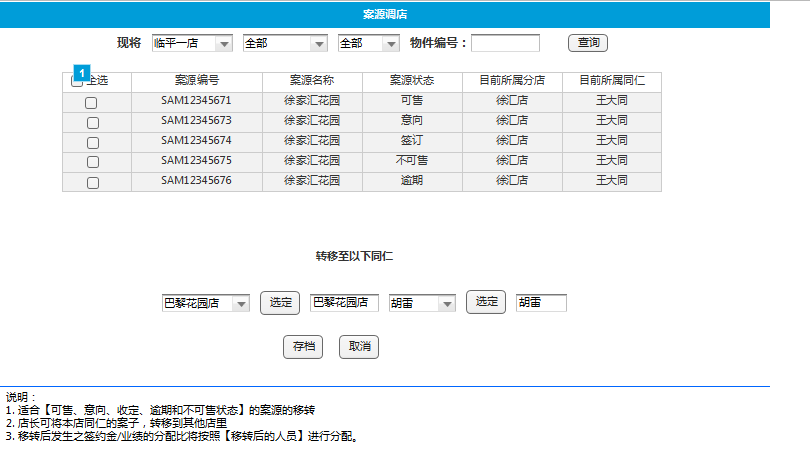 案源调店
现将 临平一店 全部 全部 物件编号： 查询
1
全选 案源编号 案源名称 案源状态 目前所属分店 目前所属同仁
SAM12345671 徐家汇花园 可售 徐汇店 王大同
SAM12345673 徐家汇花园 意向 徐汇店 王大同
SAM12345674 徐家汇花园 签订 徐汇店 王大同
SAM12345675 徐家汇花园 不可售 徐汇店 王大同
SAM12345676 徐家汇花园 逾期 徐汇店 王大同
转移至以下同仁
巴黎花园店 选定 巴黎花园店 胡雷 选定 胡雷
存档 取消
说明：
1. 适合【可售、意向、收定、逾期和不可售状态】的案源的移转
2. 店长可将本店同仁的案子，转移到其他店里
3. 移转后发生之签约金/业绩的分配比将按照【移转后的人员】进行分配。